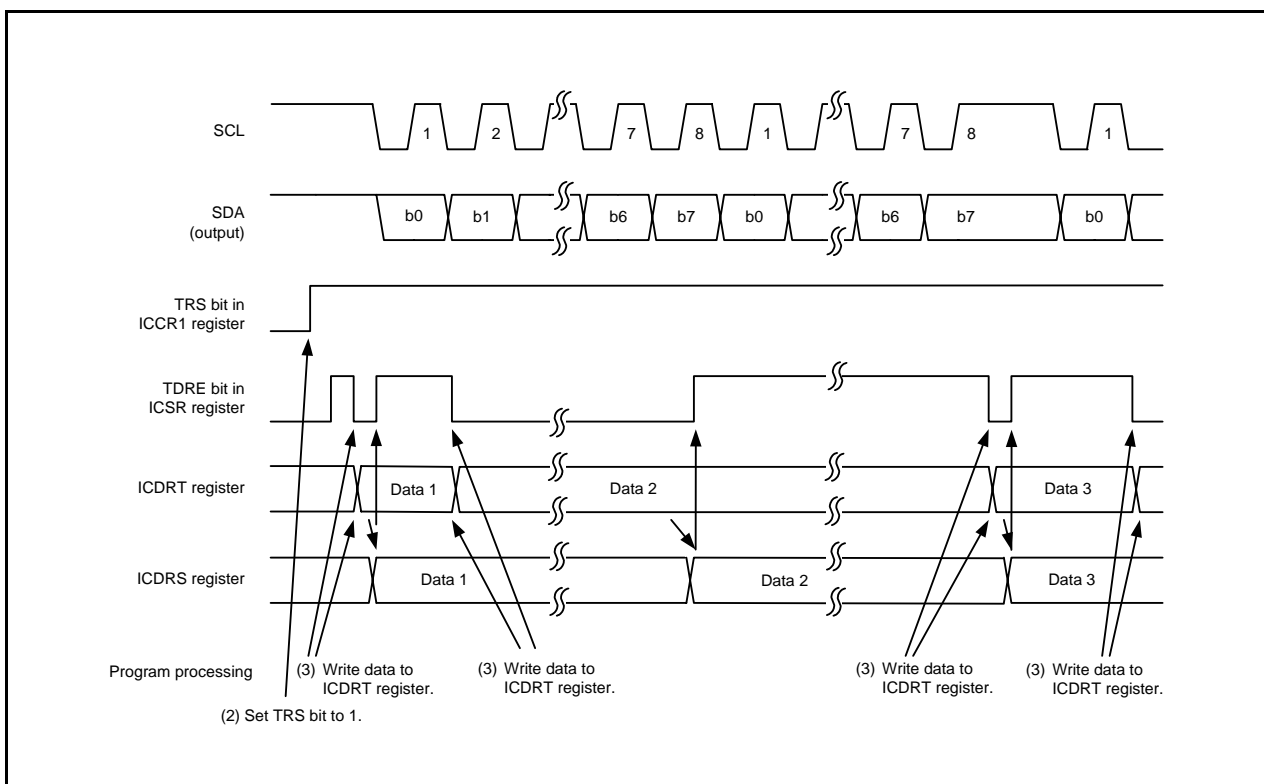 SCL
1 2 7 8 1 7 8 1
SDA
(output)
b0 b1 b6 b7 b0 b6 b7 b0
TRS bit in
ICCR1 register
TDRE bit in
ICSR register
ICDRT register
Data 1 Data 2 Data 3
ICDRS register
Data 1 Data 2 Data 3
Program processing
(3) Write data to
ICDRT register.
(3) Write data to
ICDRT register.
(3) Write data to
ICDRT register.
(3) Write data to
ICDRT register.
(2) Set TRS bit to 1.